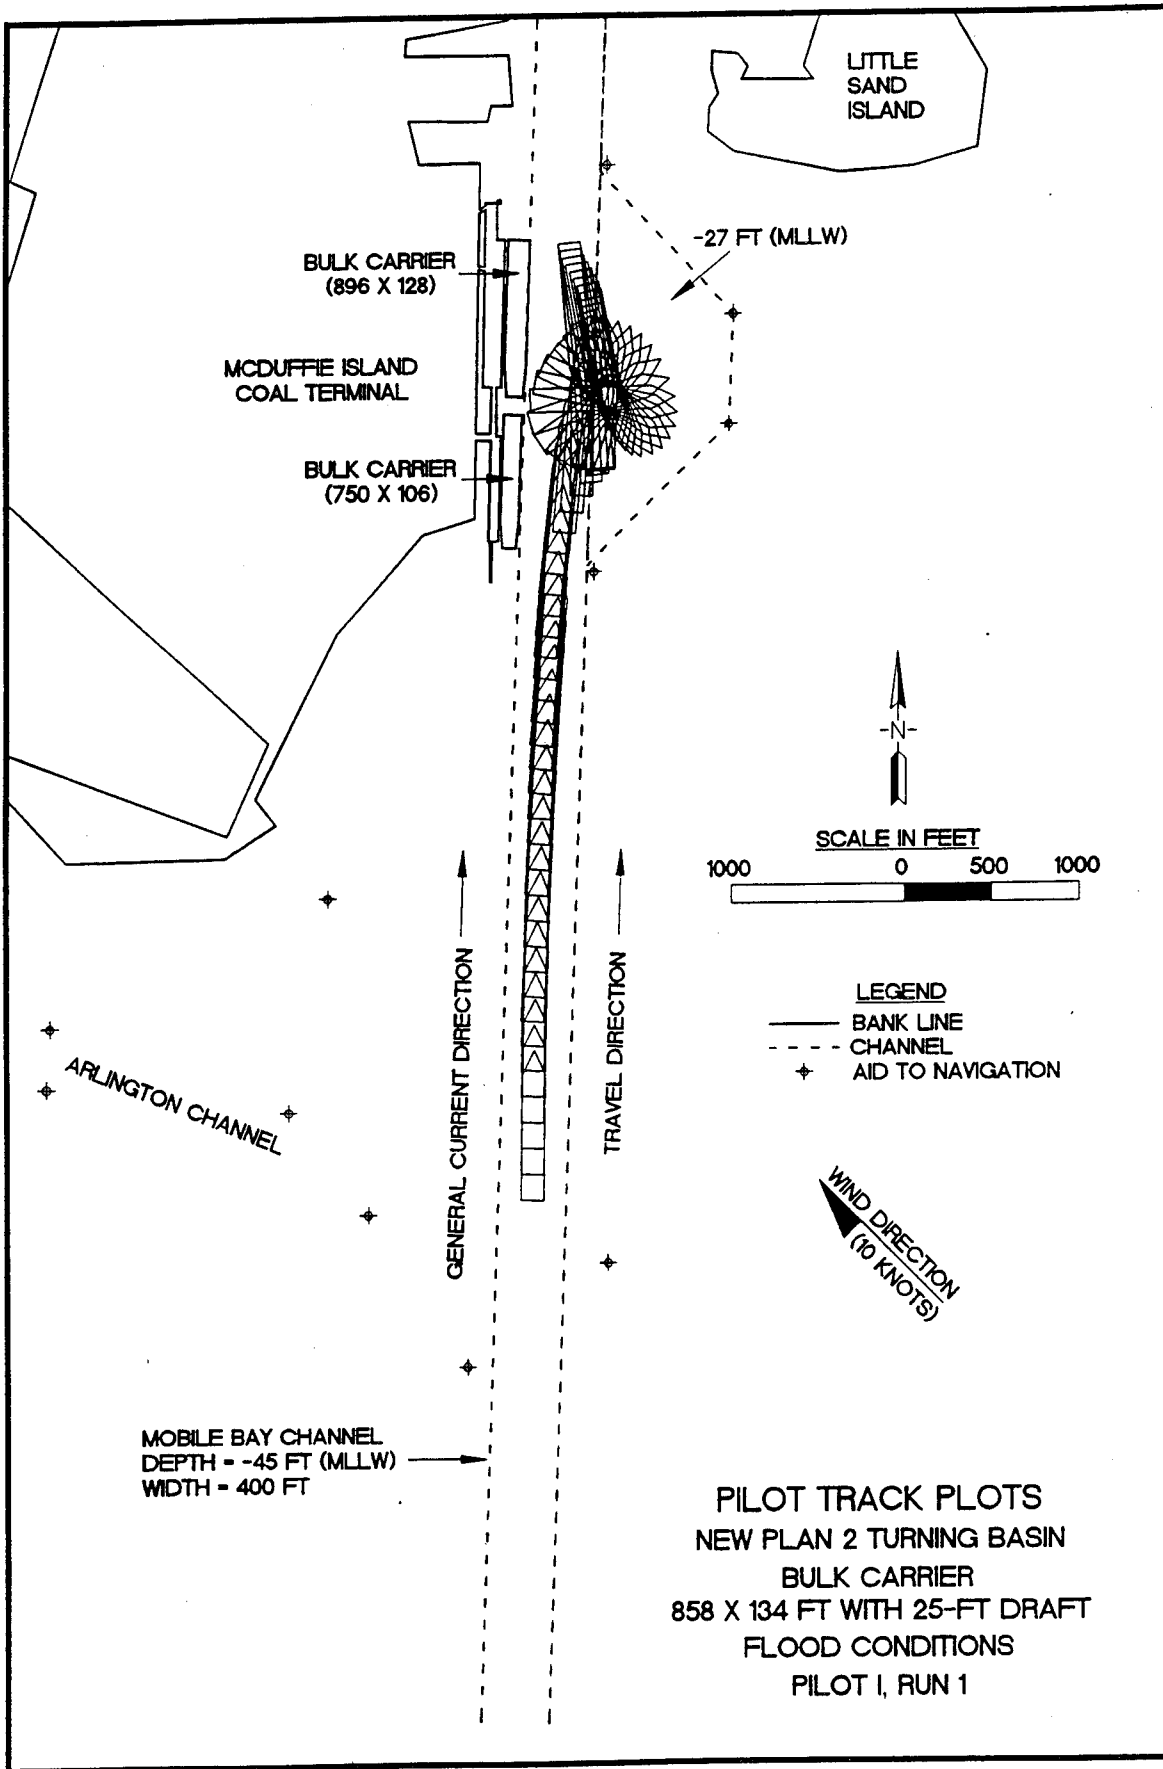 LITTLE
SAND
ISLAND
-27 FT (MLLW)
BULK CARRIER
(896 X 128)
MCDUFFIE ISLAND
COAL TERMINAL
BULK CARRIER
(750 X 106)
-N-
SCALE IN FEET
1000 0 500 1000
GENERAL CURRENT DIRECTION
TRAVEL DIRECTION
LEGEND
BANK LINE
CHANNEL
AID TO NAVIGATION
ARLINGTON CHANNEL
WIND DIRECTION
(10 KNOTS)
MOBILE BAY CHANNEL
DEPTH = -45 FT (MLLW)
WIDTH = 400 FT
PILOT TRACK PLOTS
NEW PLAN 2 TURNING BASIN
BULK CARRIER
858 X 134 FT WITH 25-FT DRAFT
FLOOD CONDITIONS
PILOT I, RUN 1